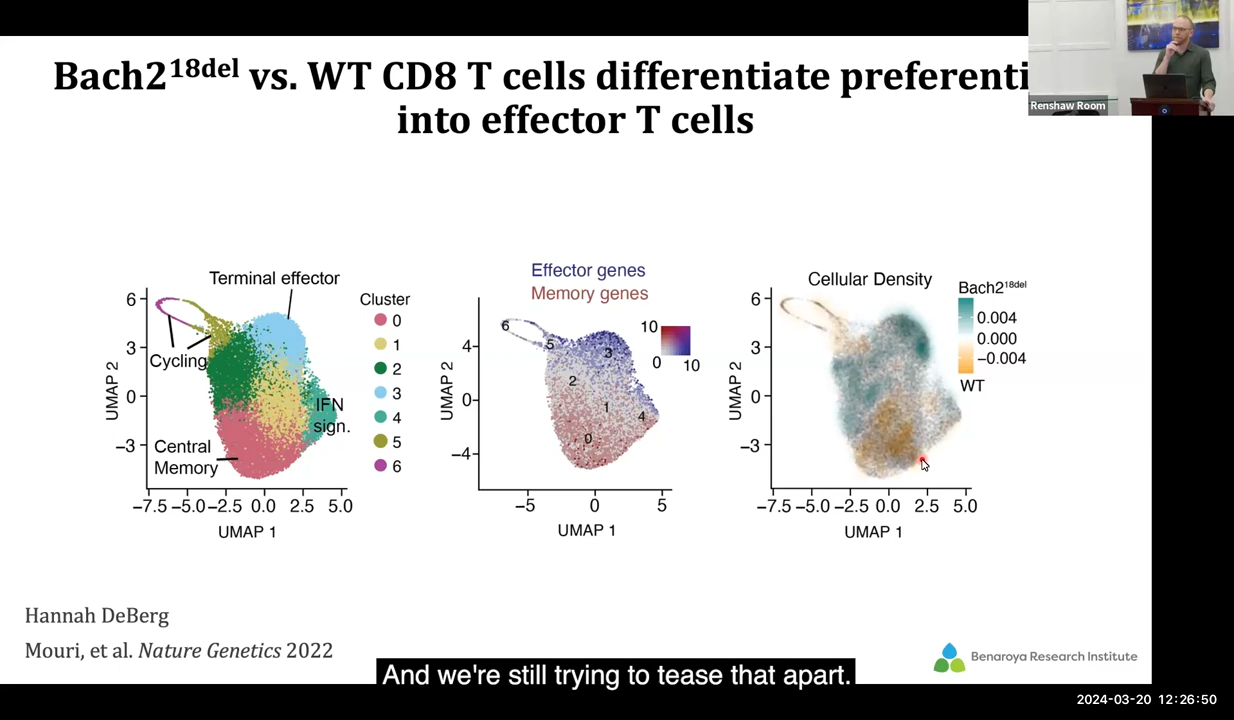 Bach2¹⁸ᵈᵉˡ vs. WT CD8 T cells differentiate preferenti
into effector T cells
Renshaw Room
Terminal effector
Cycling
IFN
sign.
Central
Memory
UMAP 2
6
3
0
−3
−7.5 −5.0 −2.5 0.0 2.5 5.0
UMAP 1
Cluster
0
1
2
3
4
5
6
Effector genes
Memory genes
10
0 10
6
5
3
2
1
4
0
UMAP 2
4
0
−4
−5 0 5
UMAP 1
Cellular Density
Bach2¹⁸ᵈᵉˡ
0.004
0.000
−0.004
WT
UMAP 2
6
3
0
−3
−7.5 −5.0 −2.5 0.0 2.5 5.0
UMAP 1
Hannah DeBerg
Mouri, et al. Nature Genetics 2022
Benaroya Research Institute
And we're still trying to tease that apart.
2024-03-20 12:26:50